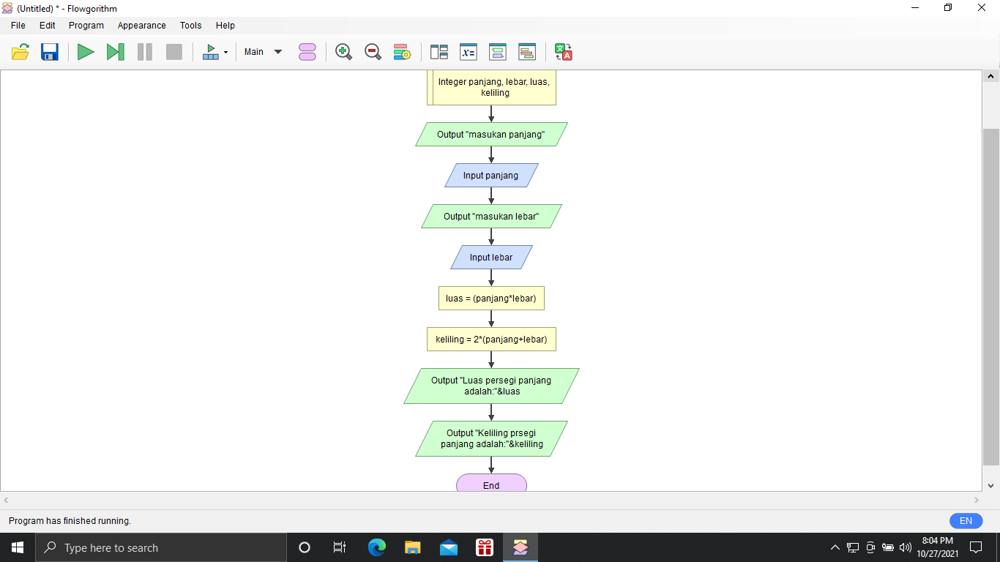 (Untitled) * - Flowgorithm
File Edit Program Appearance Tools Help
Main
Integer panjang, lebar, luas,
keliling
Output "masukan panjang"
Input panjang
Output "masukan lebar"
Input lebar
luas = (panjang*lebar)
keliling = 2*(panjang+lebar)
Output "Luas persegi panjang
adalah:"&luas
Output "Keliling prsegi
panjang adalah:"&keliling
End
Program has finished running.
EN
Type here to search
8:04 PM
10/27/2021